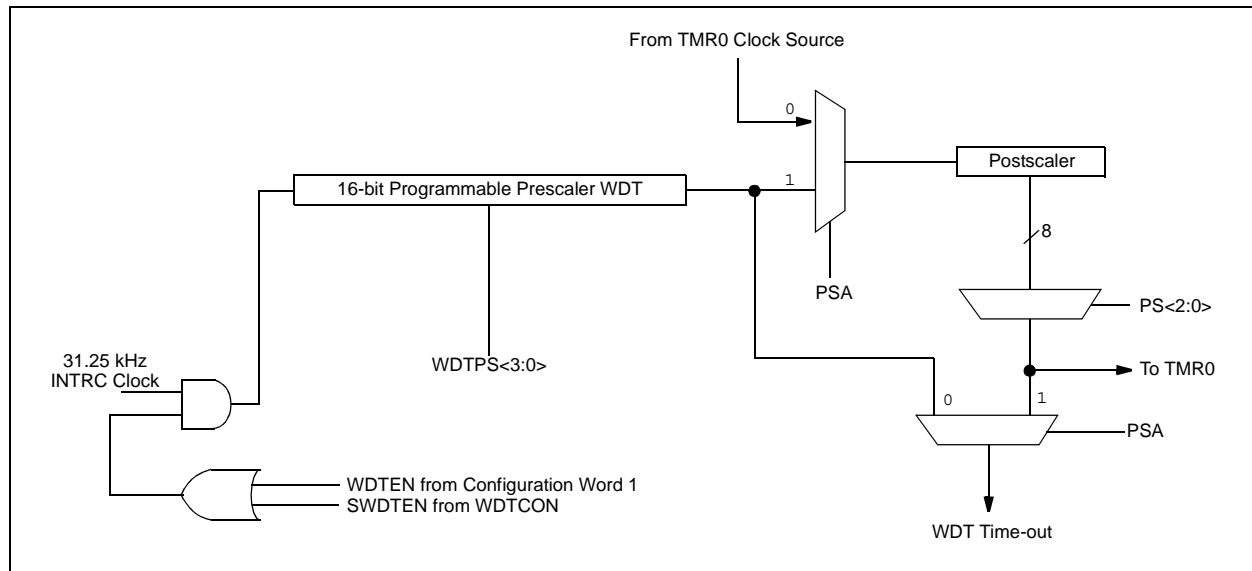 From TMR0 Clock Source
0
Postscaler
16-bit Programmable Prescaler WDT
1
8
PSA
PS<2:0>
31.25 kHz
INTRC Clock
WDTPS<3:0>
To TMR0
0
1
PSA
WDTEN from Configuration Word 1
SWDTEN from WDTCON
WDT Time-out